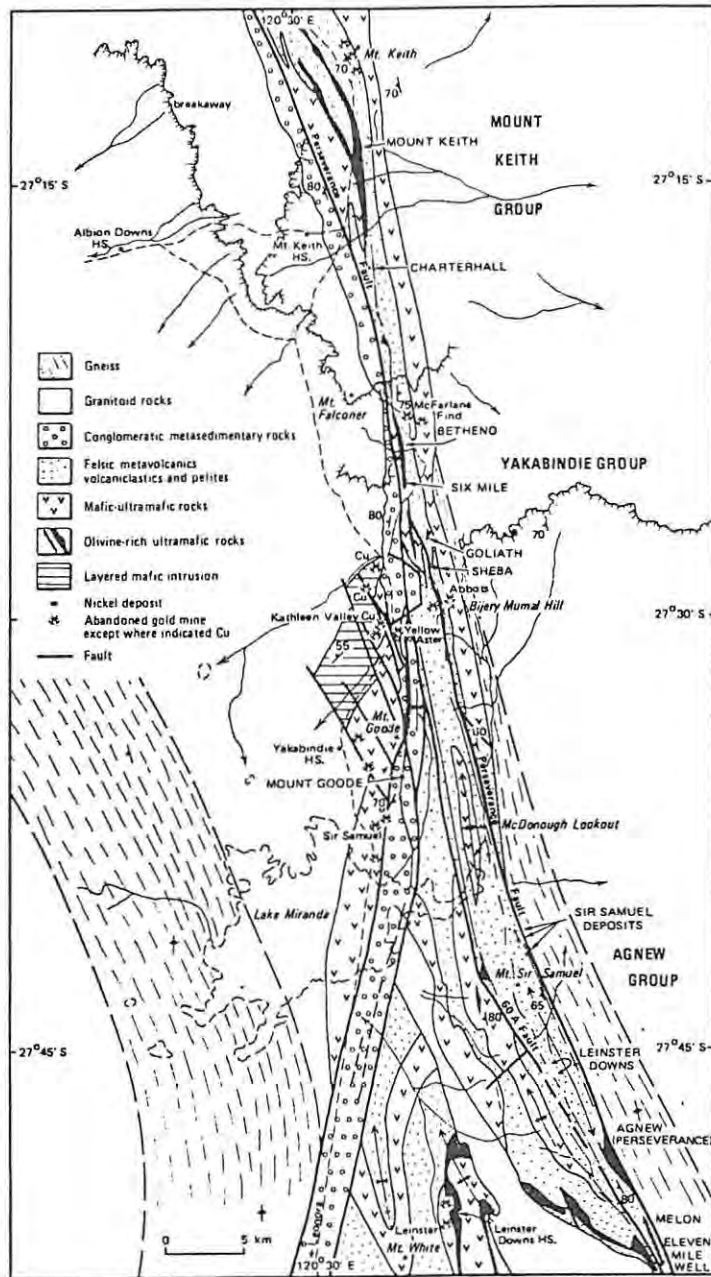 120° 30' E
Mt. Keith
70
70
breakaway
MOUNT
KEITH
GROUP
MOUNT KEITH
Perseverance
Fault
80
27° 15' S
27° 15' S
Albion Downs
HS.
Mt. Keith
HS.
CHARTERHALL
Gneiss
Granitoid rocks
Conglomeratic metasedimentary rocks
Felsic metavolcanics
volcaniclastics and pelites
Mafic-ultramafic rocks
Olivine-rich ultramafic rocks
Layered mafic intrusion
Nickel deposit
Abandoned gold mine
except where indicated Cu
Fault
Mt.
Falconer
75
McFarlane
Find
BETHENO
YAKABINDIE GROUP
SIX MILE
80
70
GOLIATH
SHEBA
Cu
Cu
Abbots
Bijery Mumal Hill
Kathleen Valley
Cu
27° 30' S
Yellow
Aster
55
Mt.
Goode
80
Yakabindie
HS.
MOUNT GOODE
Perseverance
70
Sir Samuel
McDonough Lookout
Lake Miranda
Fault
SIR SAMUEL
DEPOSITS
AGNEW
GROUP
Mt. Sir Samuel
65
60 A Fault
80
27° 45' S
27° 45' S
LEINSTER
DOWNS
AGNEW
(PERSEVERANCE)
80
MELON
ELEVEN
MILE
WELL
Leinster
Mt. White
Leinster
Downs HS.
0 5
km
120° 30' E